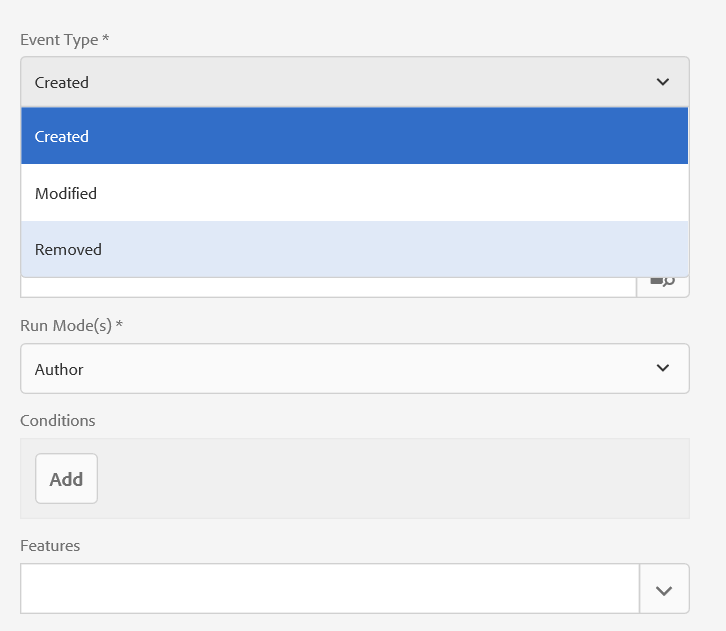 Event Type *
Created
Created
Modified
Removed
Run Mode(s) *
Author
Conditions
Add
Features